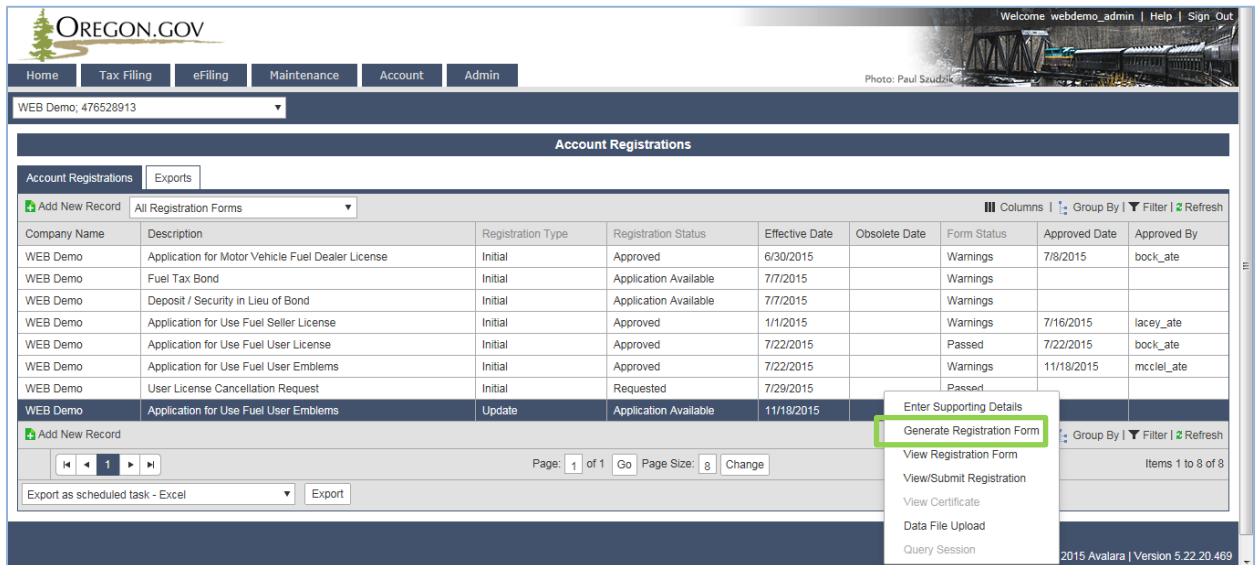 Welcome webdemo_admin | Help | Sign Out
OREGON.GOV
Home Tax Filing eFiling Maintenance Account Admin
Photo: Paul Szudzik
WEB Demo; 476528913
Account Registrations
Account Registrations Exports
Add New Record All Registration Forms Columns | Group By | Filter | Refresh
Company Name Description Registration Type Registration Status Effective Date Obsolete Date Form Status Approved Date Approved By
WEB Demo Application for Motor Vehicle Fuel Dealer License Initial Approved 6/30/2015 Warnings 7/8/2015 bock_ate
WEB Demo Fuel Tax Bond Initial Application Available 7/7/2015 Warnings
WEB Demo Deposit / Security in Lieu of Bond Initial Application Available 7/7/2015 Warnings
WEB Demo Application for Use Fuel Seller License Initial Approved 1/1/2015 Warnings 7/16/2015 lacey_ate
WEB Demo Application for Use Fuel User License Initial Approved 7/22/2015 Passed 7/22/2015 bock_ate
WEB Demo Application for Use Fuel User Emblems Initial Approved 7/22/2015 Warnings 11/18/2015 mcclel_ate
WEB Demo User License Cancellation Request Initial Requested 7/29/2015 Passed
WEB Demo Application for Use Fuel User Emblems Update Application Available 11/18/2015
Enter Supporting Details
Add New Record Generate Registration Form Group By | Filter | Refresh
View Registration Form
1 Page: 1 of 1 Go Page Size: 8 Change Items 1 to 8 of 8
View/Submit Registration
Export as scheduled task - Excel Export
View Certificate
Data File Upload
Query Session
2015 Avalara | Version 5.22.20.469